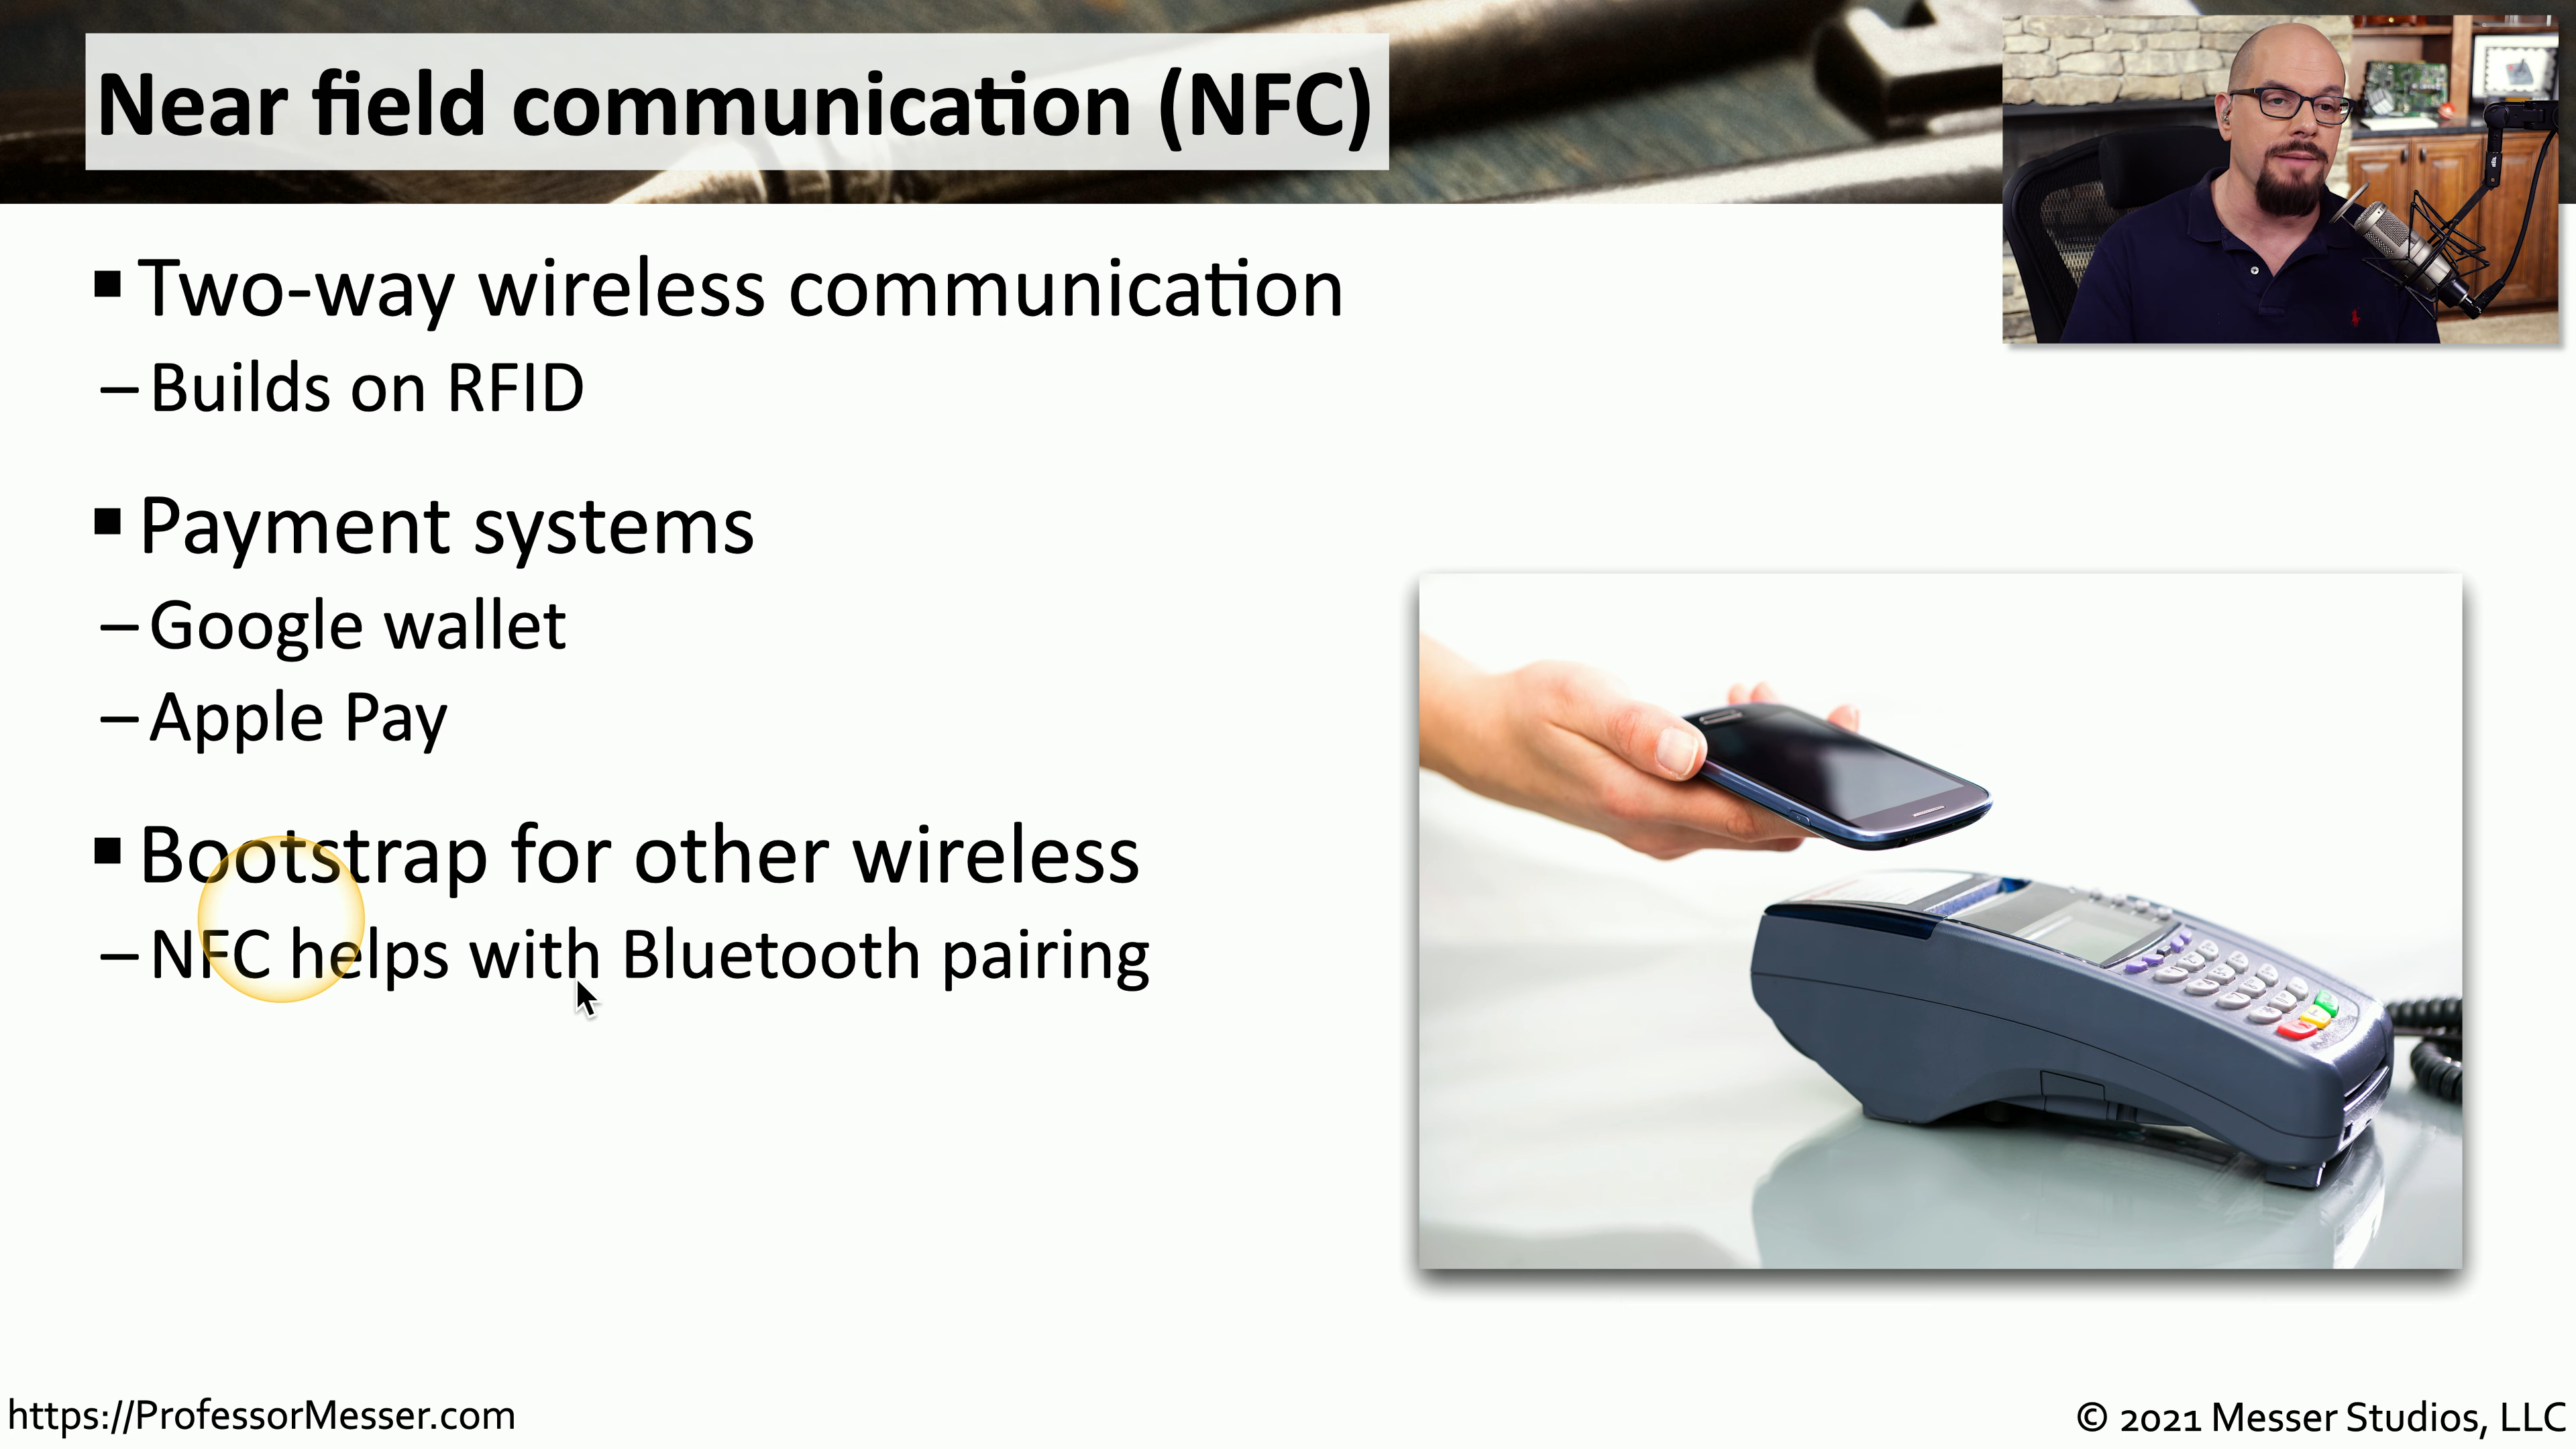 Near field communication (NFC)
▪ Two-way wireless communication
– Builds on RFID
▪ Payment systems
– Google wallet
– Apple Pay
▪ Bootstrap for other wireless
– NFC helps with Bluetooth pairing
https://ProfessorMesser.com
© 2021 Messer Studios, LLC